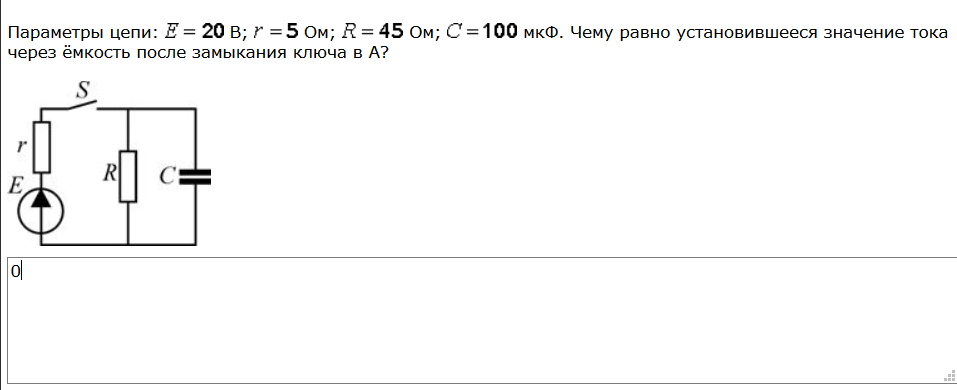 Параметры цепи: E = 20 В; r = 5 Ом; R = 45 Ом; C = 100 мкФ. Чему равно установившееся значение тока
через ёмкость после замыкания ключа в А?
S
r
R
C
E
0